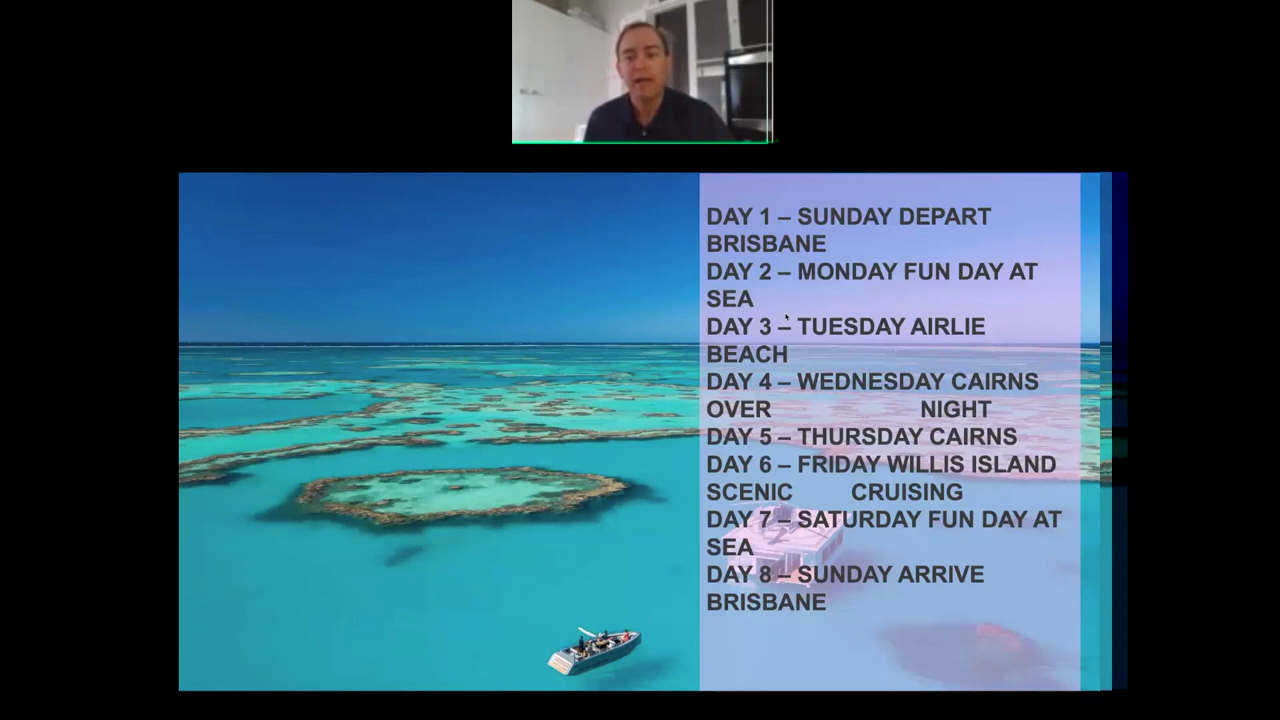 DAY 1 – SUNDAY DEPART
BRISBANE
DAY 2 – MONDAY FUN DAY AT
SEA
DAY 3 – TUESDAY AIRLIE
BEACH
DAY 4 – WEDNESDAY CAIRNS
OVER NIGHT
DAY 5 – THURSDAY CAIRNS
DAY 6 – FRIDAY WILLIS ISLAND
SCENIC CRUISING
DAY 7 – SATURDAY FUN DAY AT
SEA
DAY 8 – SUNDAY ARRIVE
BRISBANE